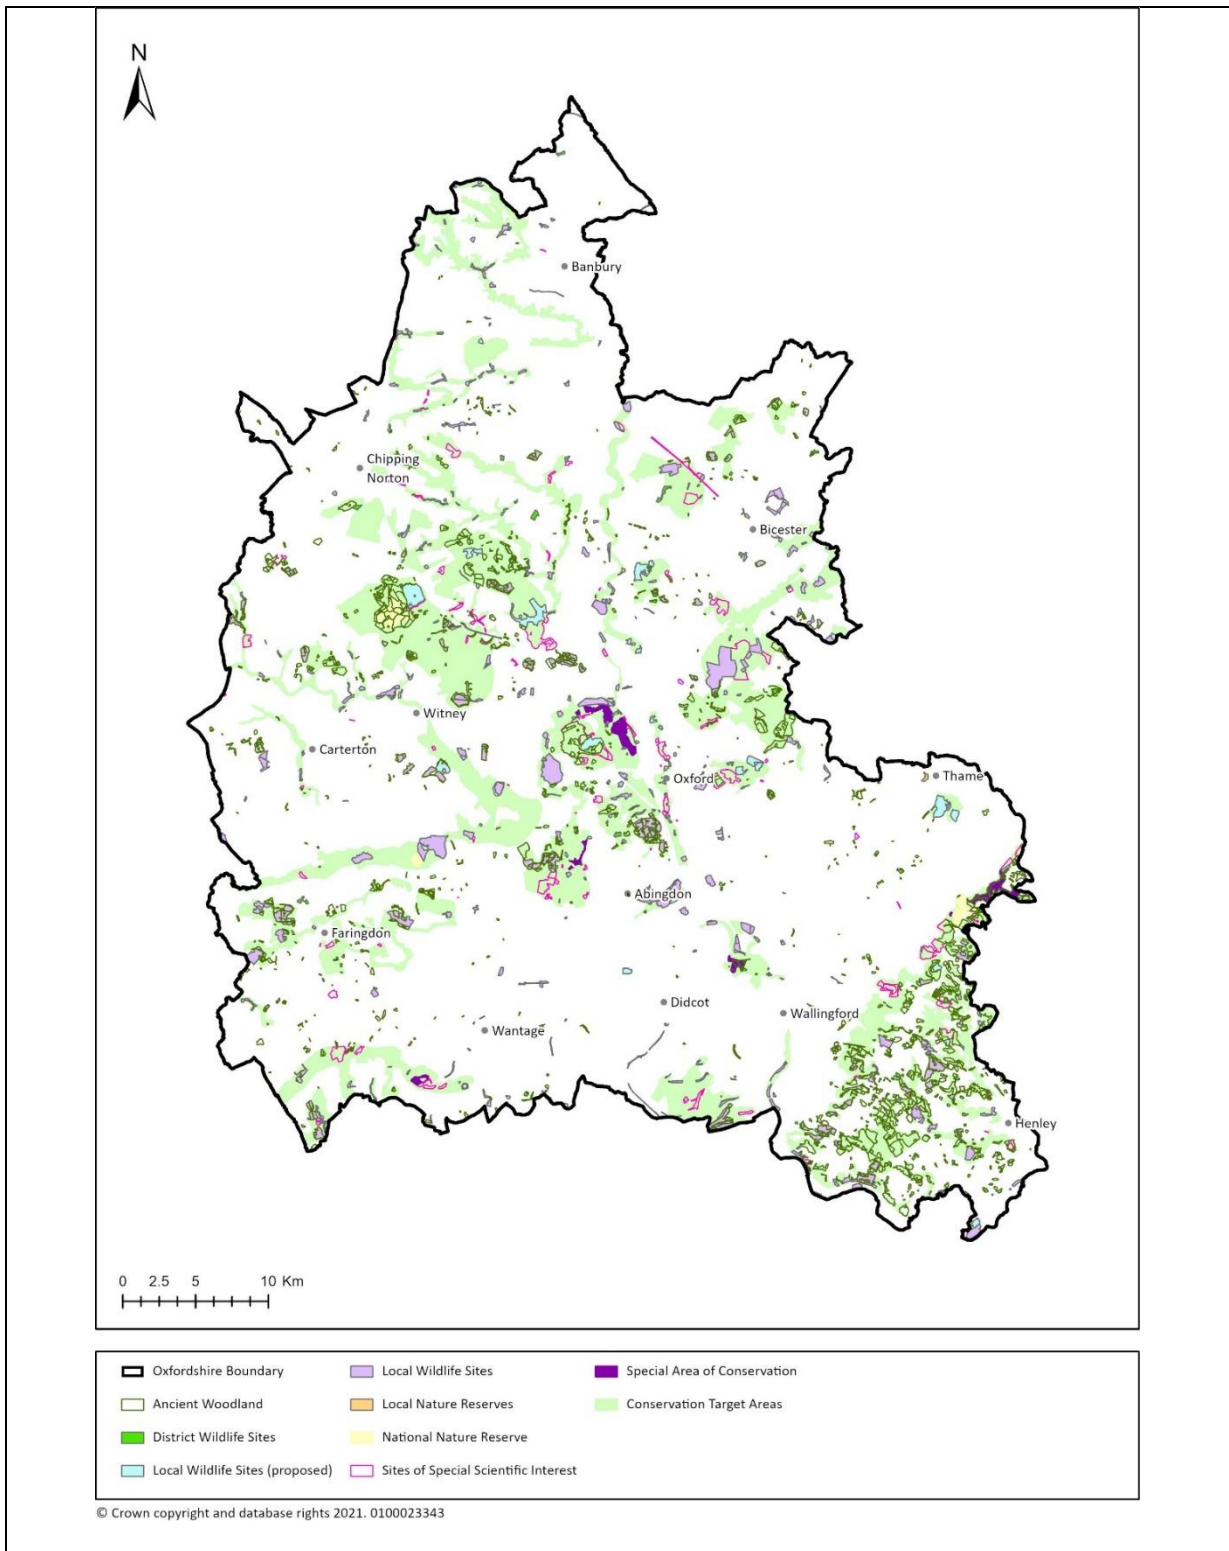 N
Banbury
Chipping
Norton
Bicester
Witney
Carterton
Oxford
Thame
Abingdon
Faringdon
Didcot
Wallingford
Wantage
Henley
0 2.5 5 10 Km
Oxfordshire Boundary
Local Wildlife Sites
Special Area of Conservation
Ancient Woodland
Local Nature Reserves
Conservation Target Areas
District Wildlife Sites
National Nature Reserve
Local Wildlife Sites (proposed)
Sites of Special Scientific Interest
© Crown copyright and database rights 2021. 0100023343